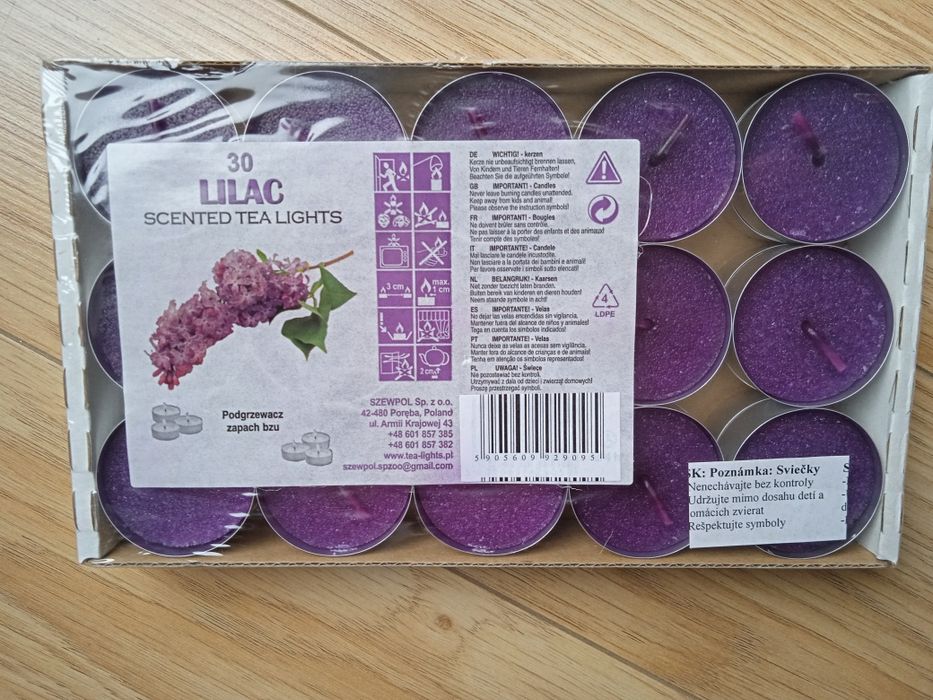 30
LILAC
SCENTED TEA LIGHTS
Podgrzewacz
zapach bzu
3 cm
max.
1 cm
2 cm
SZEWPOL Sp. z o.o.
42-480 Poręba, Poland
ul. Armii Krajowej 43
+48 601 857 385
+48 601 857 382
www.tea-lights.pl
szewpol.spzoo@gmail.com
DE WICHTIG! - kerzen
Kerze nie unbeaufsichtigt brennen lassen,
Von Kindern und Tieren Fernhalten!
Beachten Sie die aufgeführten Symbole!
GB IMPORTANT! - Candles
Never leave burning candles unattended.
Keep away from kids and animal!
Please observe the instruction symbols!
FR IMPORTANT! - Bougies
Ne doivent brûler sans contrôle.
Ne pas laisser à la porter des enfants et des animaux!
Tenir compte des symboles!
IT IMPORTANTE! - Candele
Mai lasciare le candele incustodite.
Non lasciare a la portata dei bambini e animali!
Per favore osservate i simboli sotto elencati!
NL BELANGRIJK! - Kaarsen
Niet zonder toezicht laten branden.
Buiten bereik van kinderen en dieren houden!
Neem staande symbole in acht!
ES IMPORTANTE! - Velas
No dejar las velas encendidas sin vigilancia.
Mantener fuera del alcance de niños y animales!
Tega en cuenta los símbolos indicados!
PT IMPORTANTE! - Velas
Nunca deixe as velas as acesas sem vigilância.
Manter fora do alcance de crianças e de animais!
Tenha em atenção os símbolos representados!
PL UWAGA! - Świece
Nie pozostawiać bez kontroli.
Utrzymywać z dala od dzieci i zwierząt domowych!
Proszę przestrzegać symboli.
4
LDPE
5 905609 929095
SK: Poznámka: Sviečky
Nenechávajte bez kontroly
Udržujte mimo dosahu detí a
omácich zvierat
Rešpektujte symboly